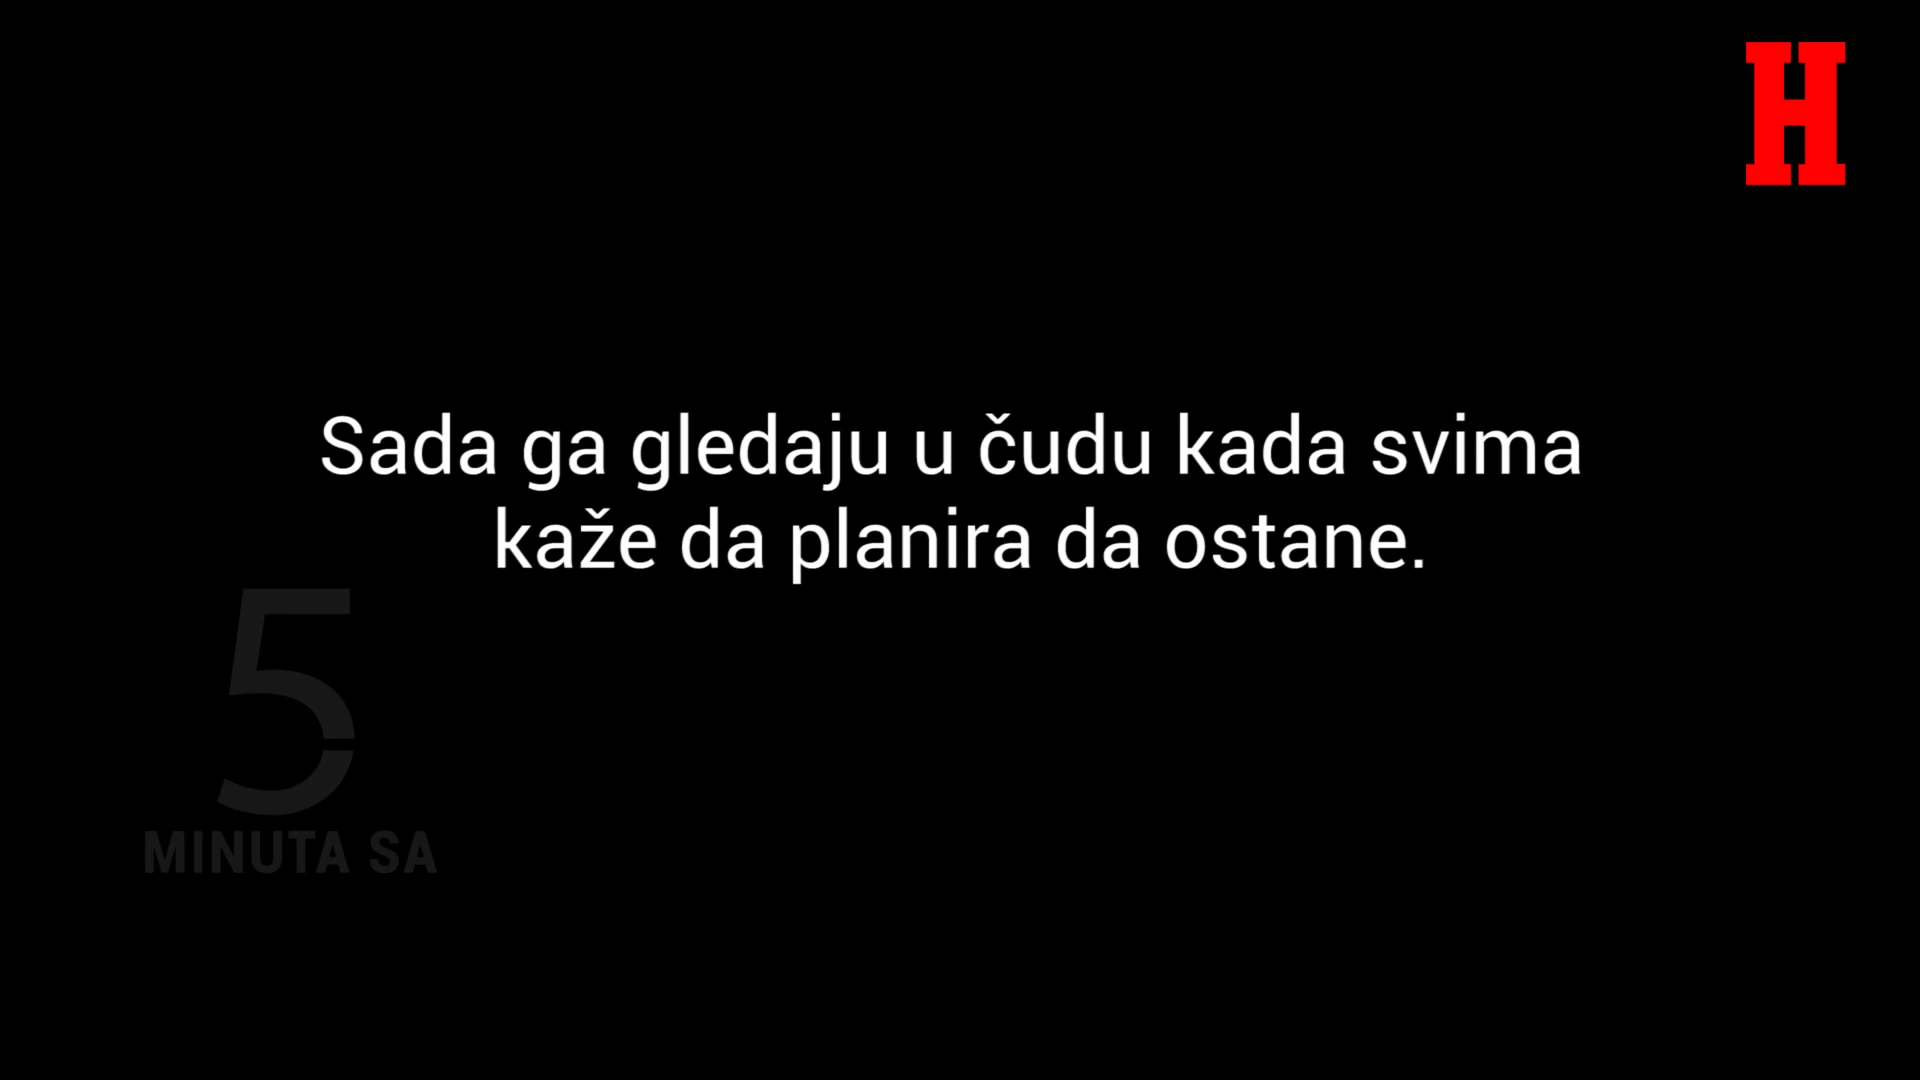 H
Sada ga gledaju u čudu kada svima
kaže da planira da ostane.
5
MINUTA SA